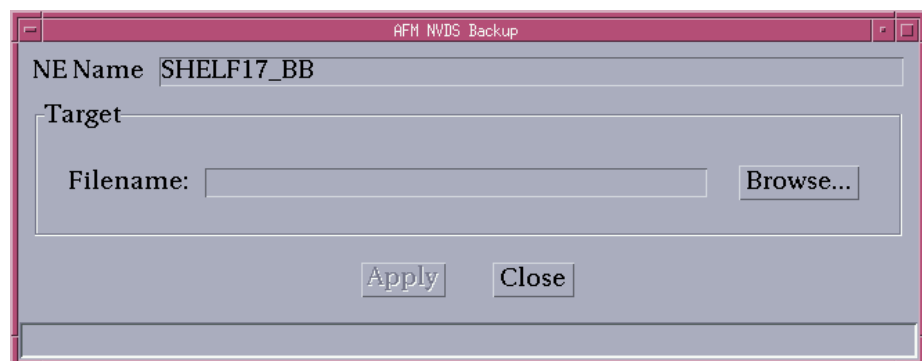 AFM NVDS Backup
NE Name SHELF17_BB
Target
Filename: Browse...
Apply Close